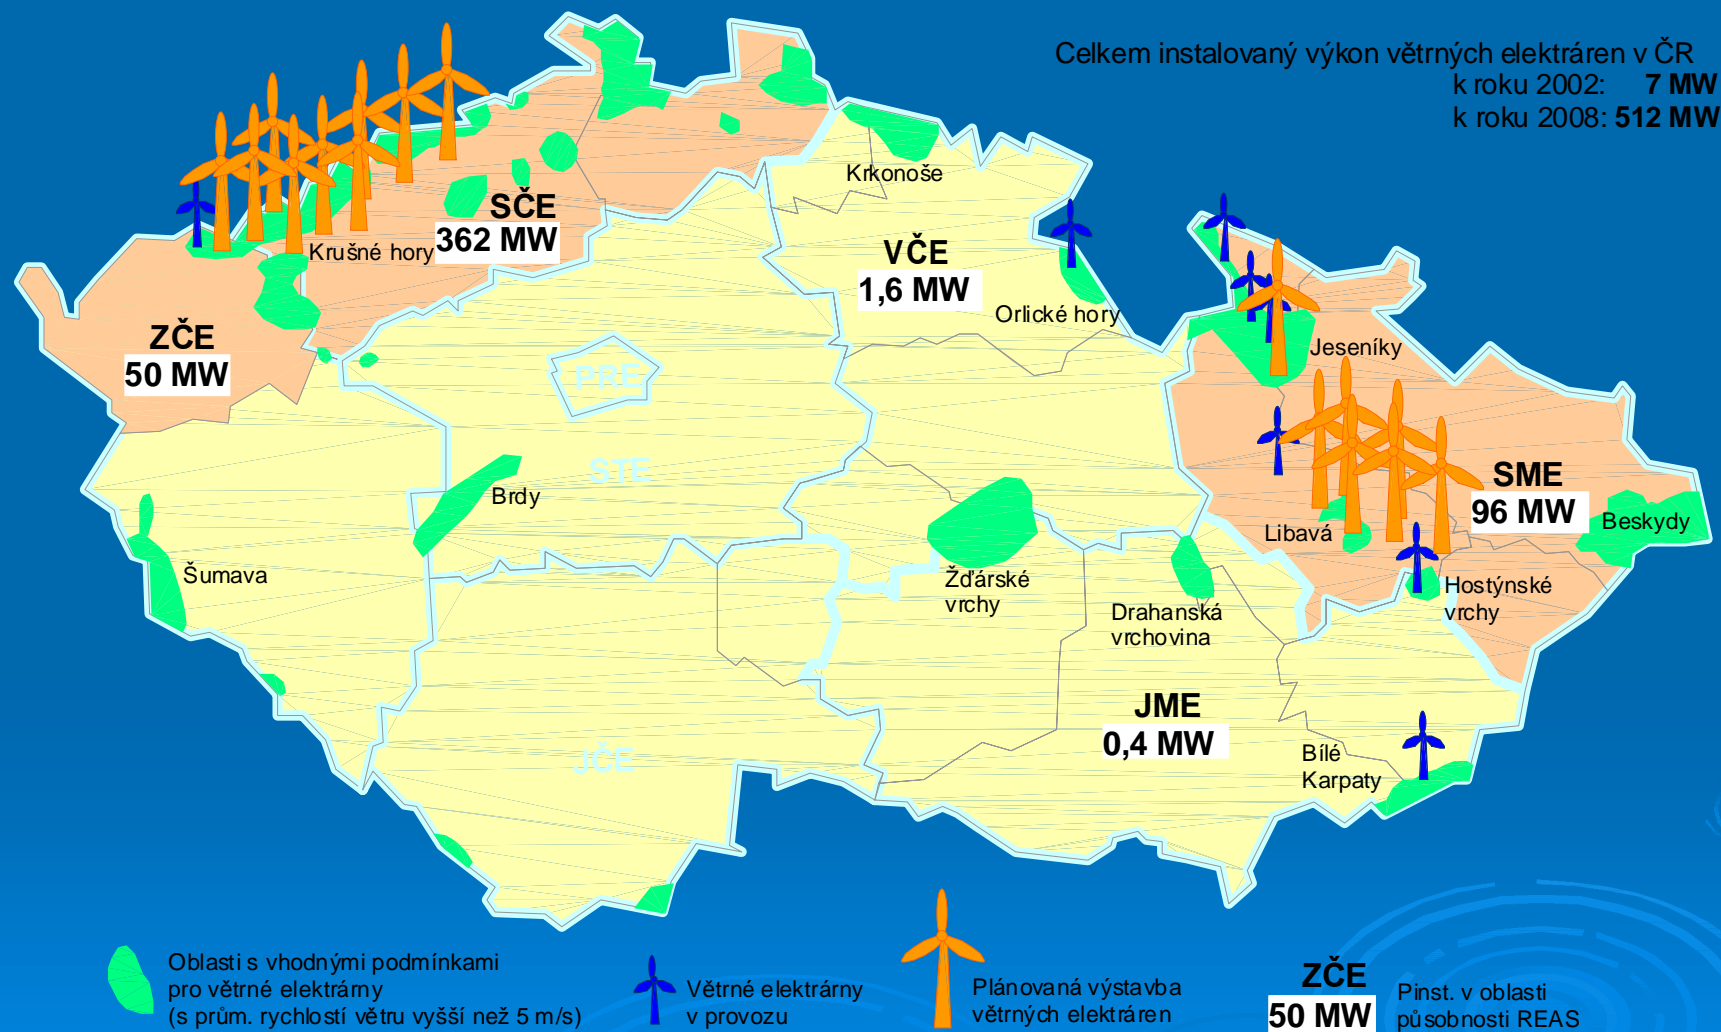 Celkem instalovaný výkon větrných elektráren v ČR
k roku 2002: 7 MW
k roku 2008: 512 MW
Krkonoše
SČE
362 MW
Krušné hory
VČE
1,6 MW
Orlické hory
ZČE
50 MW
Jeseníky
PRE
STE
Brdy
SME
96 MW
Libavá
Beskydy
Šumava
Žďárské
vrchy
Drahanská
vrchovina
Hostýnské
vrchy
JME
0,4 MW
JČE
Bílé
Karpaty
Oblasti s vhodnými podmínkami
pro větrné elektrárny
(s prům. rychlostí větru vyšší než 5 m/s)
Větrné elektrárny
v provozu
Plánovaná výstavba
větrných elektráren
ZČE
50 MW
Pinst. v oblasti
působnosti REAS